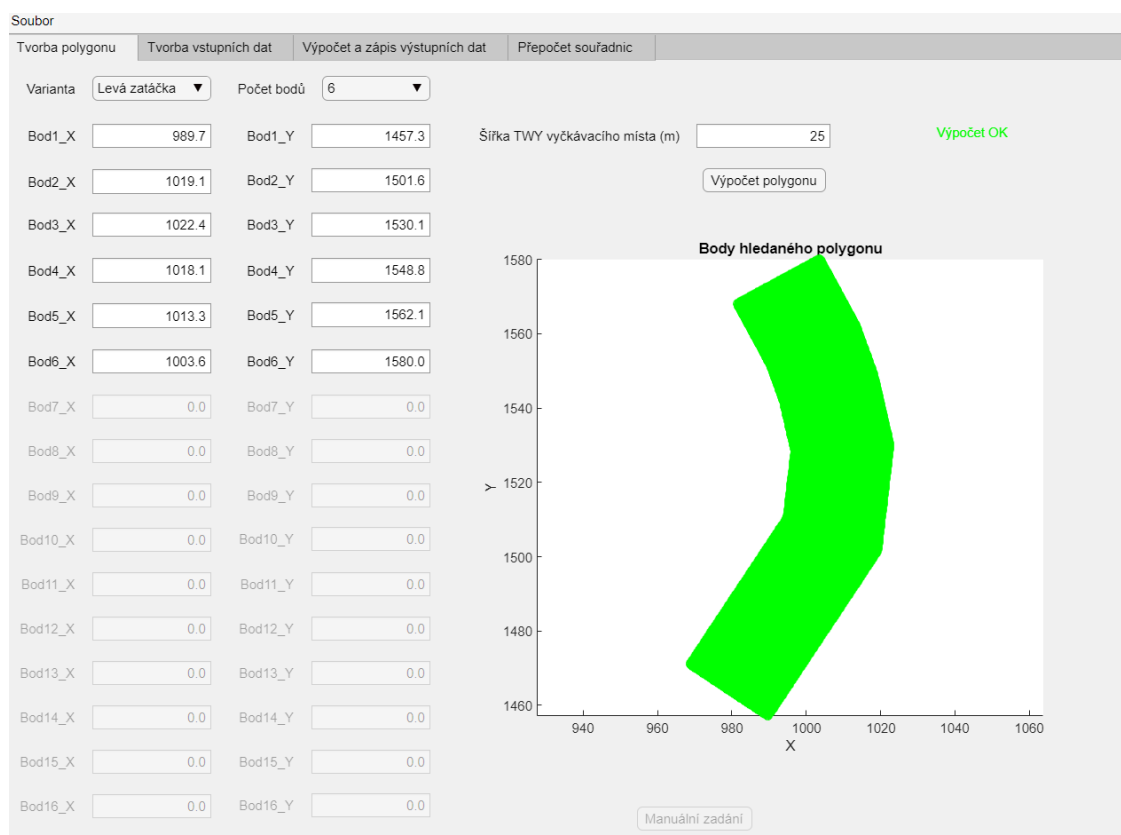 Soubor
Tvorba polygonu Tvorba vstupních dat Výpočet a zápis výstupních dat Přepočet souřadnic
Varianta Levá zatáčka ▼ Počet bodů 6 ▼
Bod1_X 989.7 Bod1_Y 1457.3 Šířka TWY vyčkávacího místa (m) 25 Výpočet OK
Bod2_X 1019.1 Bod2_Y 1501.6 Výpočet polygonu
Bod3_X 1022.4 Bod3_Y 1530.1
Bod4_X 1018.1 Bod4_Y 1548.8
Bod5_X 1013.3 Bod5_Y 1562.1
Bod6_X 1003.6 Bod6_Y 1580.0
Bod7_X 0.0 Bod7_Y 0.0
Bod8_X 0.0 Bod8_Y 0.0
Bod9_X 0.0 Bod9_Y 0.0
Bod10_X 0.0 Bod10_Y 0.0
Bod11_X 0.0 Bod11_Y 0.0
Bod12_X 0.0 Bod12_Y 0.0
Bod13_X 0.0 Bod13_Y 0.0
Bod14_X 0.0 Bod14_Y 0.0
Bod15_X 0.0 Bod15_Y 0.0
Bod16_X 0.0 Bod16_Y 0.0
Body hledaného polygonu
1580
1560
1540
1520
1500
1480
1460
Y
940 960 980 1000 1020 1040 1060
X
Manuální zadání